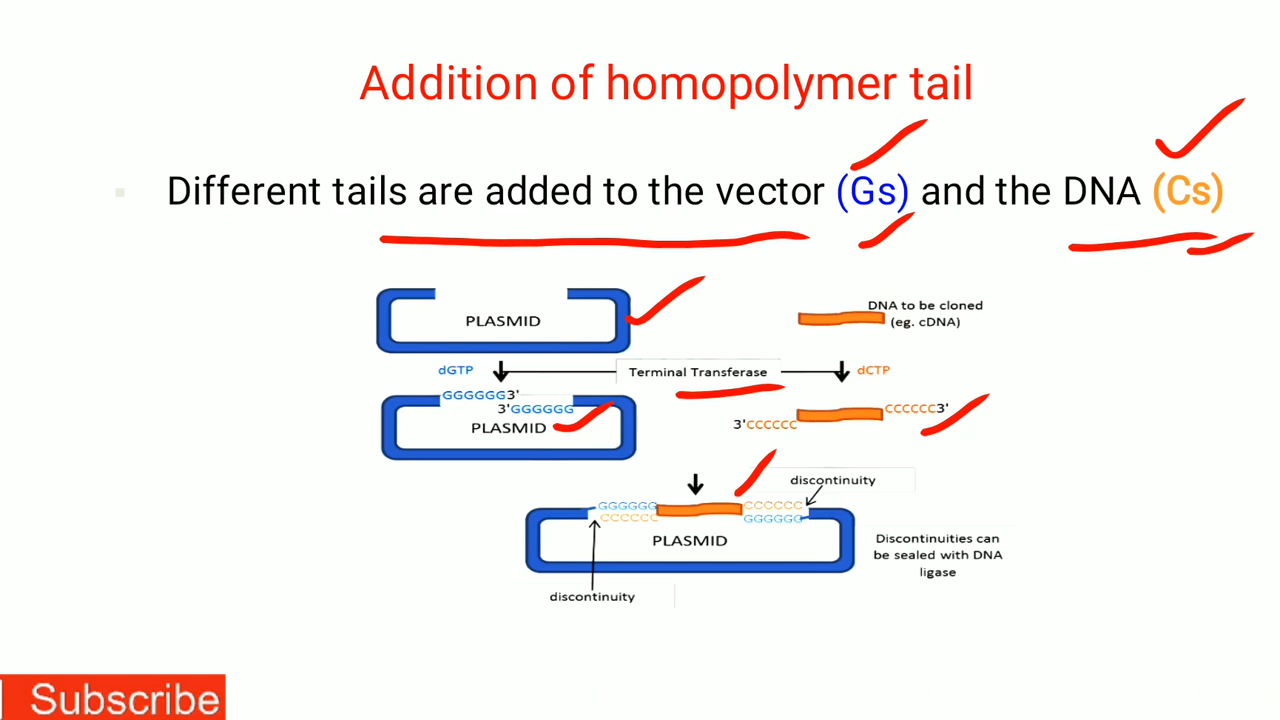 Addition of homopolymer tail
Different tails are added to the vector (Gs) and the DNA (Cs)
PLASMID
DNA to be cloned
(eg. cDNA)
dGTP
Terminal Transferase
dCTP
GGGGGG3'
3'GGGGGG
PLASMID
CCCCCC3'
3'CCCCCC
discontinuity
GGGGGG
CCCCCC
CCCCCC
GGGGGG
PLASMID
Discontinuities can
be sealed with DNA
ligase
discontinuity
Subscribe